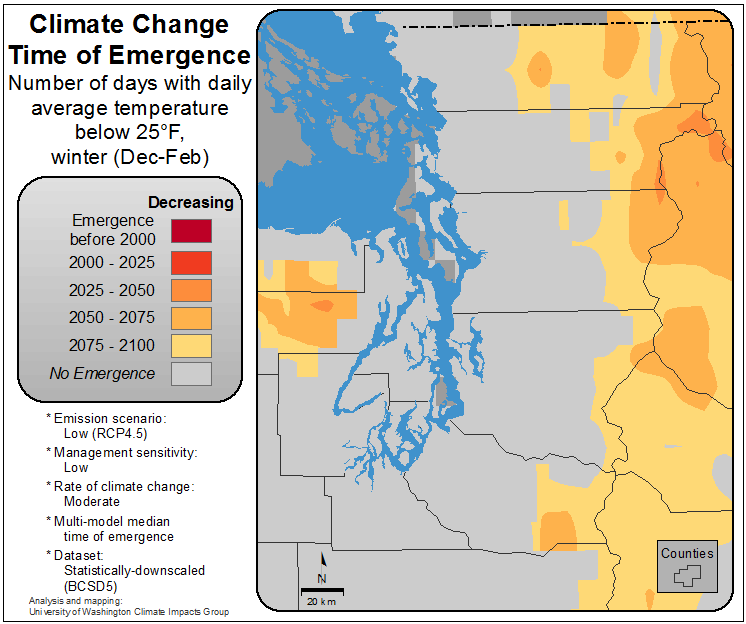 Climate Change
Time of Emergence
Number of days with daily
average temperature
below 25°F,
winter (Dec-Feb)
Decreasing
Emergence
before 2000
2000 - 2025
2025 - 2050
2050 - 2075
2075 - 2100
No Emergence
* Emission scenario:
Low (RCP4.5)
* Management sensitivity:
Low
* Rate of climate change:
Moderate
* Multi-model median
time of emergence
* Dataset:
Statistically-downscaled
(BCSD5)
Analysis and mapping:
University of Washington Climate Impacts Group
N
20 km
Counties